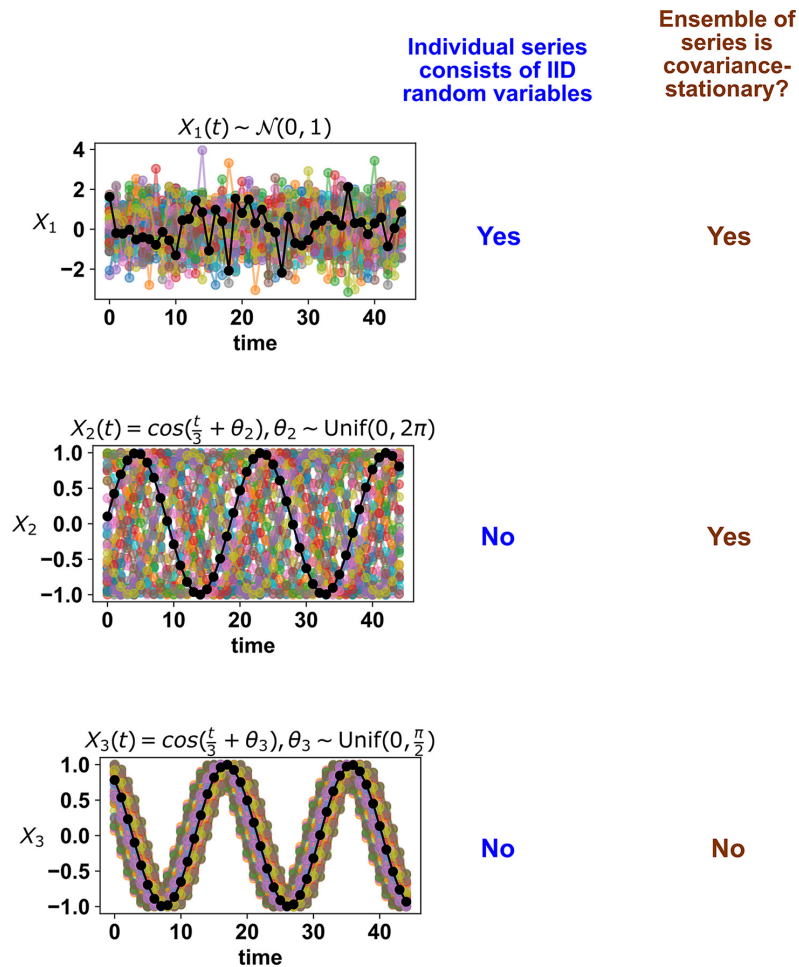 Individual series
consists of IID
random variables
Ensemble of
series is
covariance-
stationary?
X₁(t) ~ 𝒩(0, 1)
4
2
0
−2
X₁
0 10 20 30 40
time
Yes
Yes
X₂(t) = cos(t/3 + θ₂), θ₂ ~ Unif(0, 2π)
1.0
0.5
0.0
−0.5
−1.0
X₂
0 10 20 30 40
time
No
Yes
X₃(t) = cos(t/3 + θ₃), θ₃ ~ Unif(0, π/2)
1.0
0.5
0.0
−0.5
−1.0
X₃
0 10 20 30 40
time
No
No